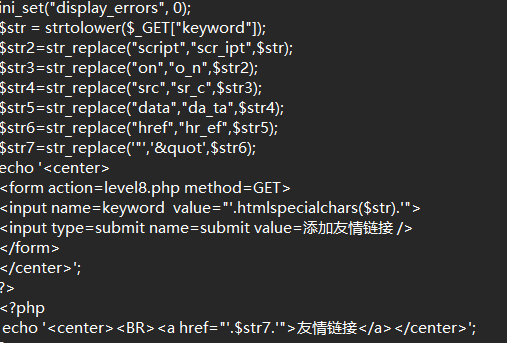 ini_set("display_errors", 0);
$str = strtolower($_GET["keyword"]);
$str2=str_replace("script","scr_ipt",$str);
$str3=str_replace("on","o_n",$str2);
$str4=str_replace("src","sr_c",$str3);
$str5=str_replace("data","da_ta",$str4);
$str6=str_replace("href","hr_ef",$str5);
$str7=str_replace('"','&quot',$str6);
echo '<center>
<form action=level8.php method=GET>
<input name=keyword  value="'.htmlspecialchars($str).'">
<input type=submit name=submit value=添加友情链接 />
</form>
</center>';
?>
<?php
 echo '<center><BR><a href="'.$str7.'">友情链接</a></center>';